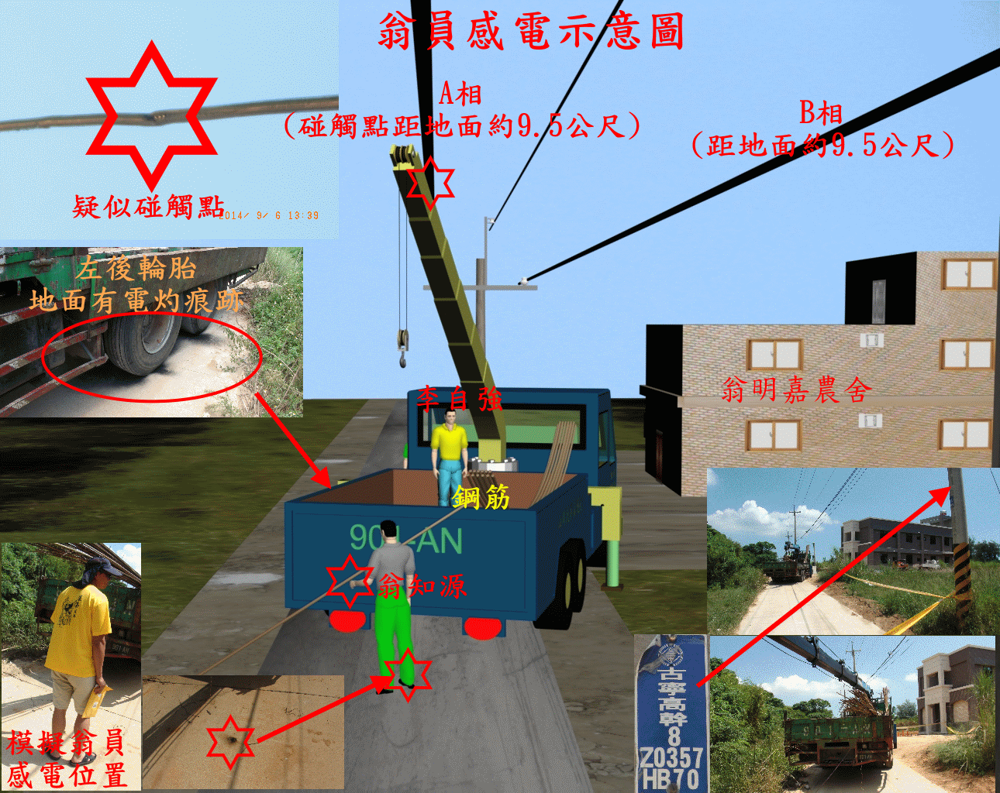 翁員感電示意圖
A相
(碰觸點距地面約9.5公尺)
B相
(距地面約9.5公尺)
疑似碰觸點
2014/ 9/ 6 13:39
左後輪胎
地面有電灼痕跡
李自強
翁明嘉農舍
鋼筋
翁知源
模擬翁員
感電位置
901-AH
古寧高幹
8
Z0357
HB70